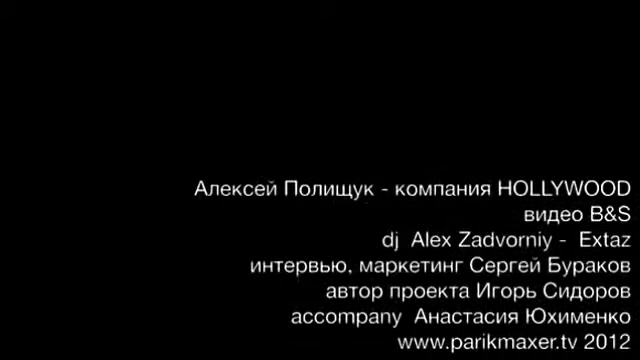 Алексей Полищук - компания HOLLYWOOD
видео B&S
dj  Alex Zadvorniy -  Extaz
интервью, маркетинг Сергей Бураков
автор проекта Игорь Сидоров
accompany  Анастасия Юхименко
www.parikmaxer.tv 2012